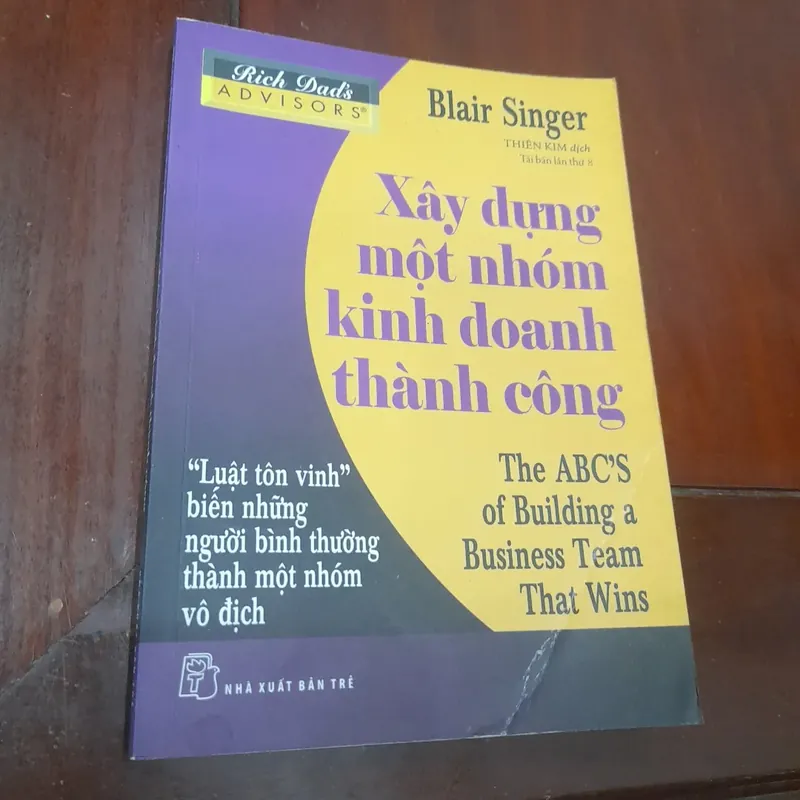 Rich Dad's
ADVISORS®
Blair Singer
THIÊN KIM dịch
Tái bản lần thứ 8
Xây dựng
một nhóm
kinh doanh
thành công
"Luật tôn vinh"
biến những
người bình thường
thành một nhóm
vô địch
The ABC'S
of Building a
Business Team
That Wins
NHÀ XUẤT BẢN TRẺ